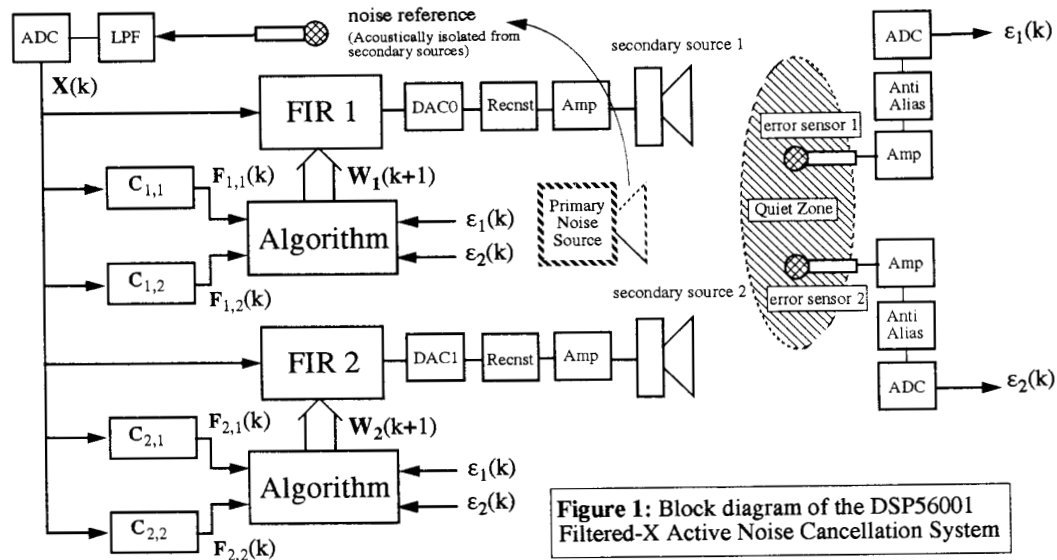 noise reference
(Acoustically isolated from
secondary sources)
ADC
LPF
X(k)
FIR 1
DAC0
Recnst
Amp
secondary source 1
C1,1
F1,1(k)
W1(k+1)
Algorithm
ε1(k)
ε2(k)
C1,2
F1,2(k)
Primary
Noise
Source
error sensor 1
Quiet Zone
error sensor 2
ADC
ε1(k)
Anti
Alias
Amp
Amp
Anti
Alias
ADC
ε2(k)
secondary source 2
FIR 2
DAC1
Recnst
Amp
C2,1
F2,1(k)
W2(k+1)
Algorithm
ε1(k)
ε2(k)
C2,2
F2,2(k)
Figure 1: Block diagram of the DSP56001
Filtered-X Active Noise Cancellation System